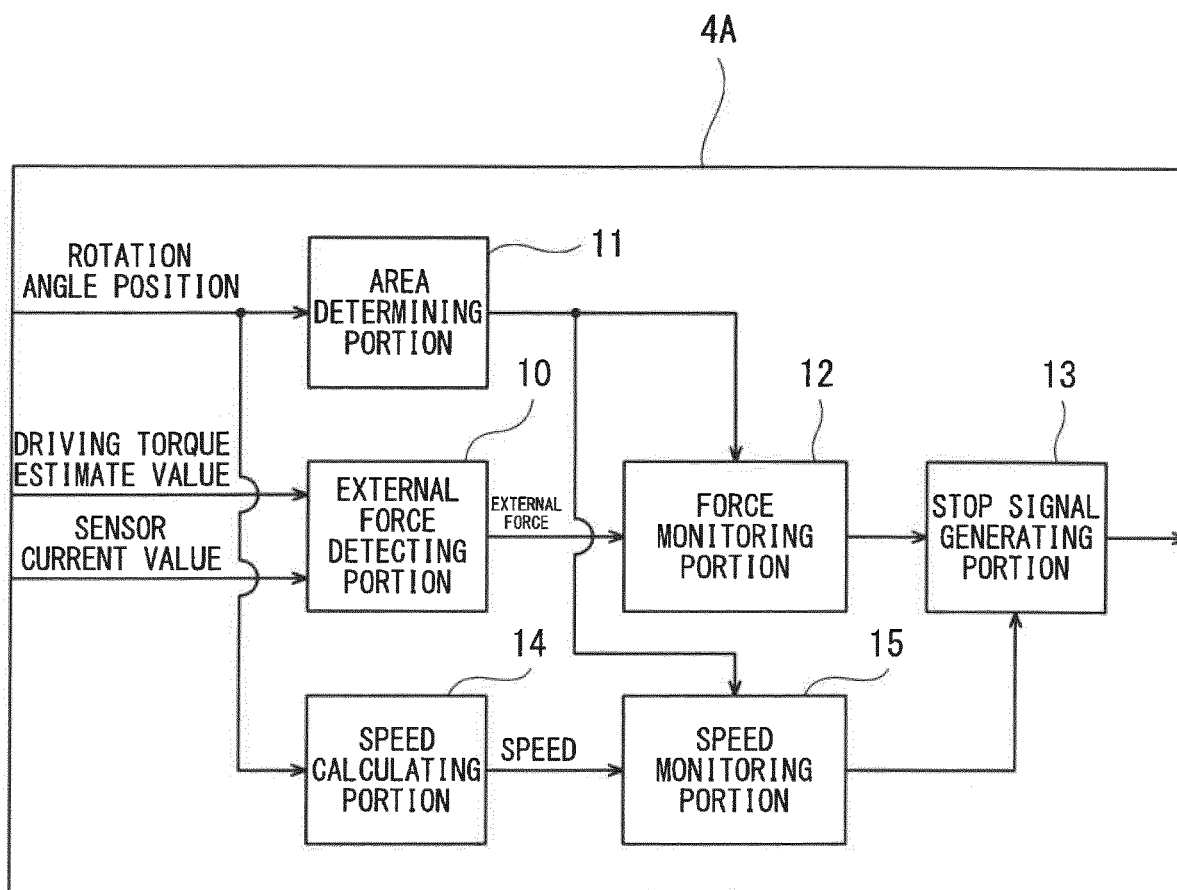 4A
ROTATION
ANGLE POSITION
11
AREA
DETERMINING
PORTION
10
12
13
DRIVING TORQUE
ESTIMATE VALUE
SENSOR
CURRENT VALUE
EXTERNAL
FORCE
DETECTING
PORTION
EXTERNAL
FORCE
FORCE
MONITORING
PORTION
STOP SIGNAL
GENERATING
PORTION
14
15
SPEED
CALCULATING
PORTION
SPEED
SPEED
MONITORING
PORTION